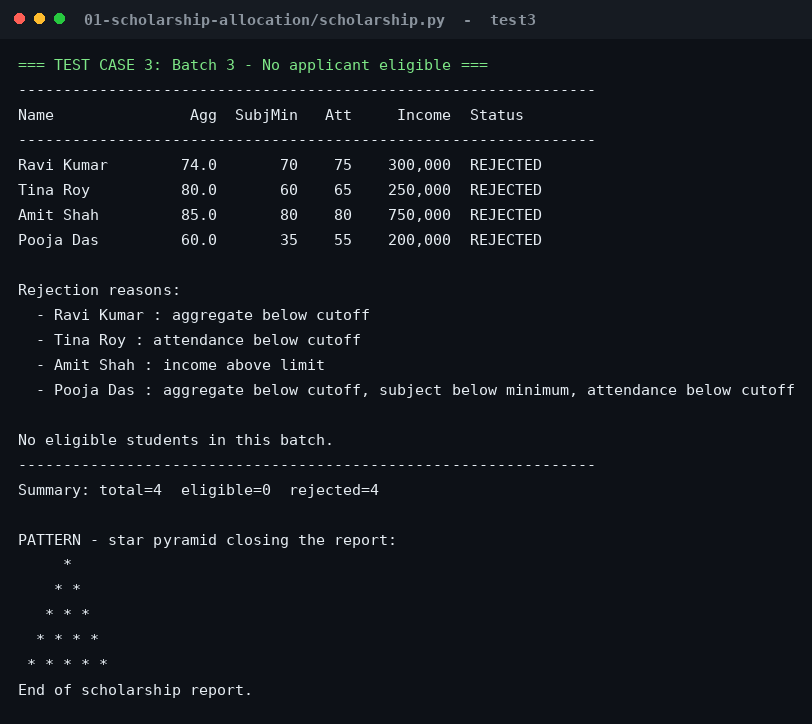 01-scholarship-allocation/scholarship.py  -  test3
=== TEST CASE 3: Batch 3 - No applicant eligible ===
----------------------------------------------------------------
Name               Agg  SubjMin   Att     Income  Status
----------------------------------------------------------------
Ravi Kumar        74.0       70    75    300,000  REJECTED
Tina Roy          80.0       60    65    250,000  REJECTED
Amit Shah         85.0       80    80    750,000  REJECTED
Pooja Das         60.0       35    55    200,000  REJECTED

Rejection reasons:
  - Ravi Kumar : aggregate below cutoff
  - Tina Roy : attendance below cutoff
  - Amit Shah : income above limit
  - Pooja Das : aggregate below cutoff, subject below minimum, attendance below cutoff

No eligible students in this batch.
----------------------------------------------------------------
Summary: total=4  eligible=0  rejected=4

PATTERN - star pyramid closing the report:
     *
    * *
   * * *
  * * * *
 * * * * *
End of scholarship report.